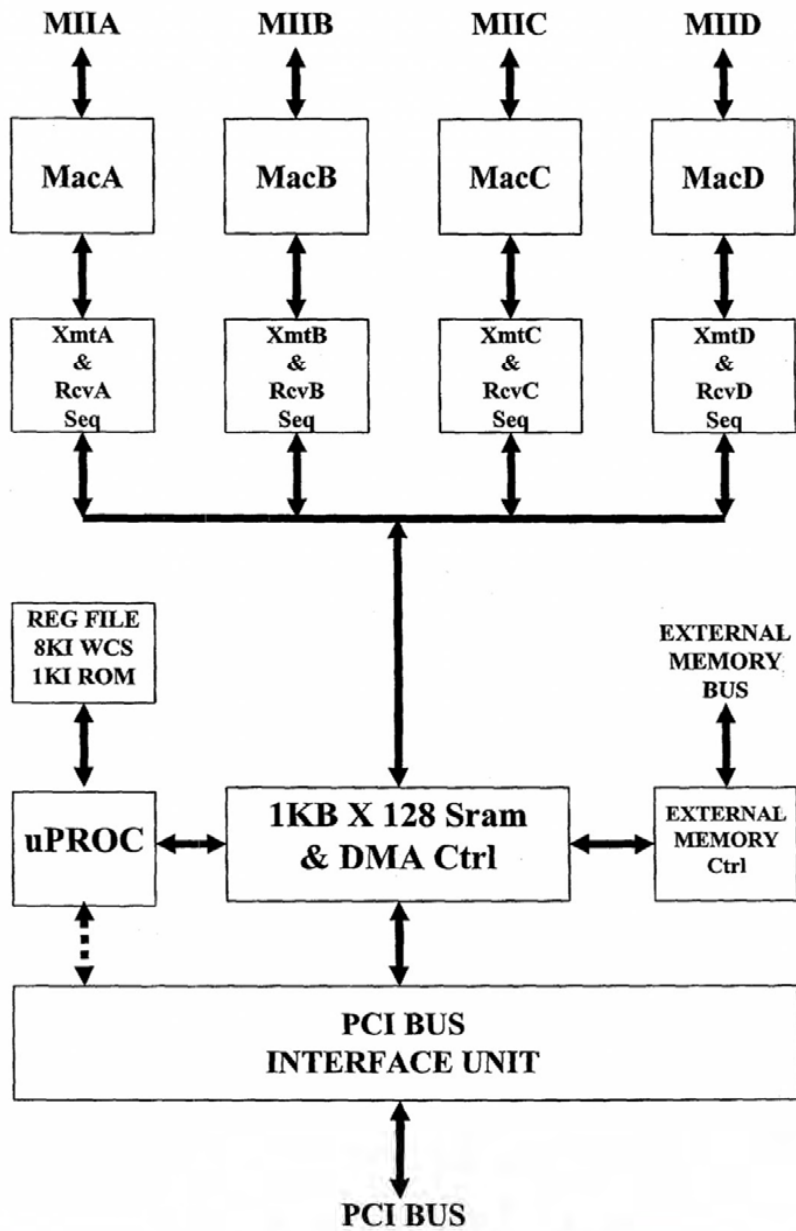 MIIA MIIB MIIC MIID
MacA MacB MacC MacD
XmtA
&
RcvA
Seq
XmtB
&
RcvB
Seq
XmtC
&
RcvC
Seq
XmtD
&
RcvD
Seq
REG FILE
8KI WCS
1KI ROM
EXTERNAL
MEMORY
BUS
uPROC
1KB X 128 Sram
& DMA Ctrl
EXTERNAL
MEMORY
Ctrl
PCI BUS
INTERFACE UNIT
PCI BUS